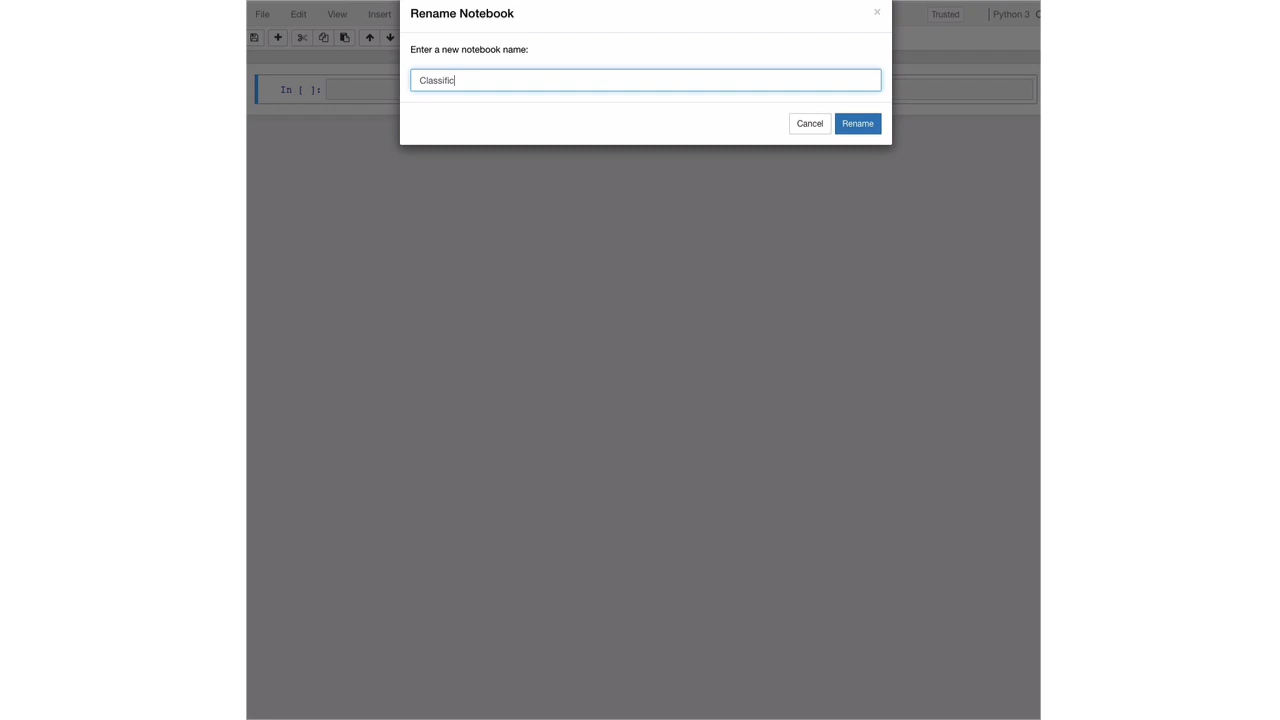 File Edit View Insert
Rename Notebook
×
Trusted
Python 3
Enter a new notebook name:
Classific
In [ ]:
Cancel
Rename